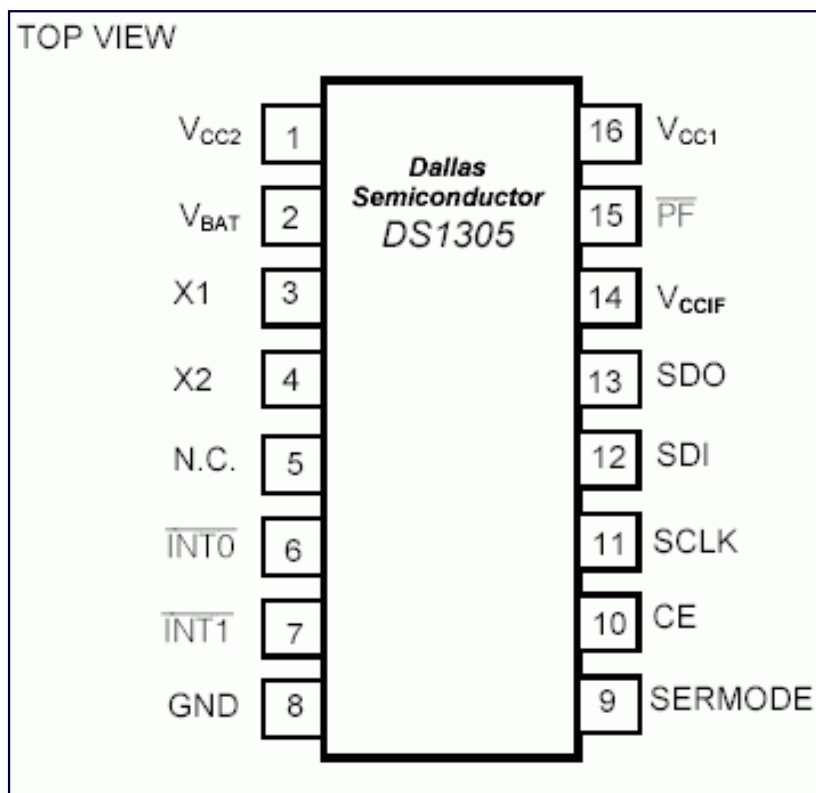 TOP VIEW
VCC2 1 16 VCC1
Dallas
Semiconductor
DS1305
VBAT 2 15 PF
X1 3 14 VCCIF
X2 4 13 SDO
N.C. 5 12 SDI
INT0 6 11 SCLK
INT1 7 10 CE
GND 8 9 SERMODE